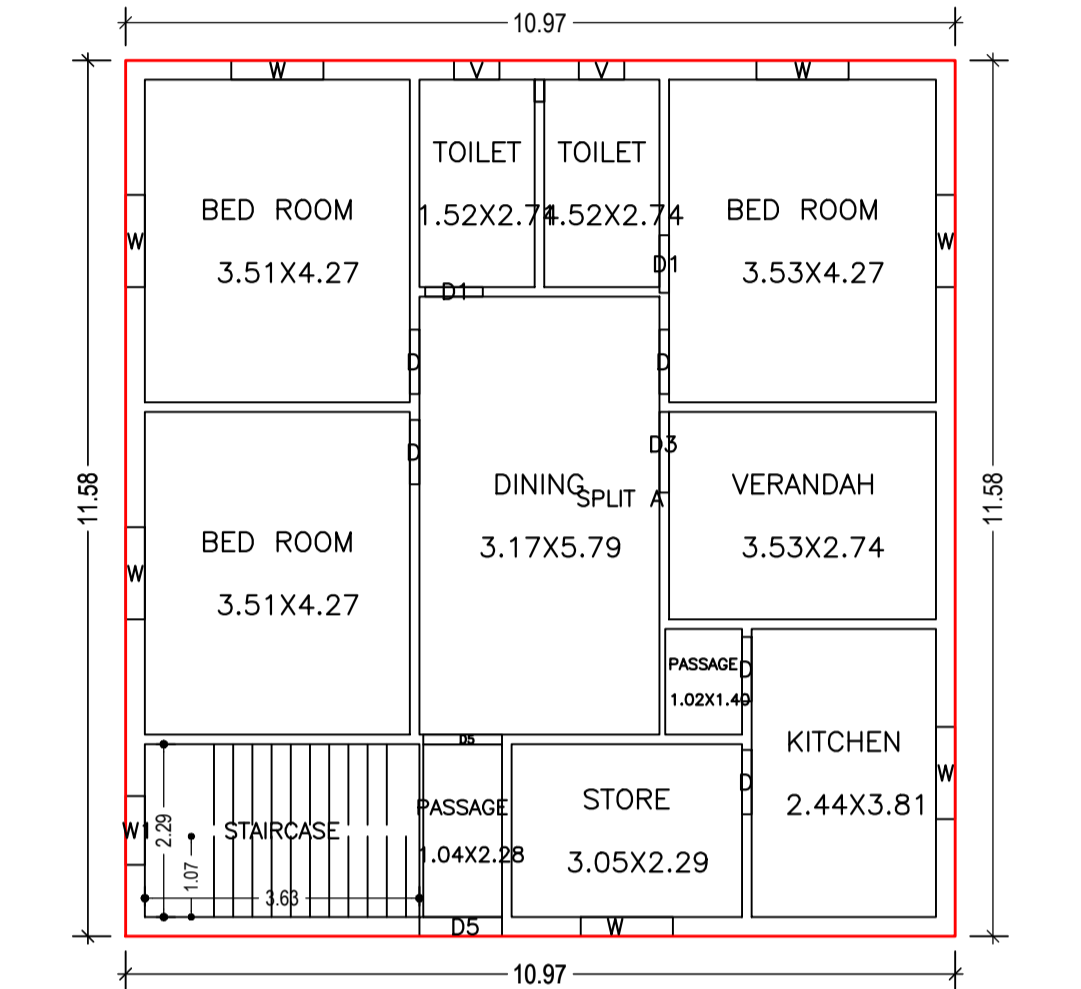 10.97
W
V
V
W
TOILET
TOILET
1.52X2.74
1.52X2.74
BED ROOM
3.51X4.27
BED ROOM
3.53X4.27
W
W
D1
D1
D
D
D
D3
11.58
11.58
DINING
SPLIT A
3.17X5.79
VERANDAH
3.53X2.74
BED ROOM
3.51X4.27
W
PASSAGE
1.02X1.40
D
D5
KITCHEN
2.44X3.81
W
D
STORE
3.05X2.29
PASSAGE
1.04X2.28
W1
2.29
STAIRCASE
1.07
3.63
D5
W
10.97